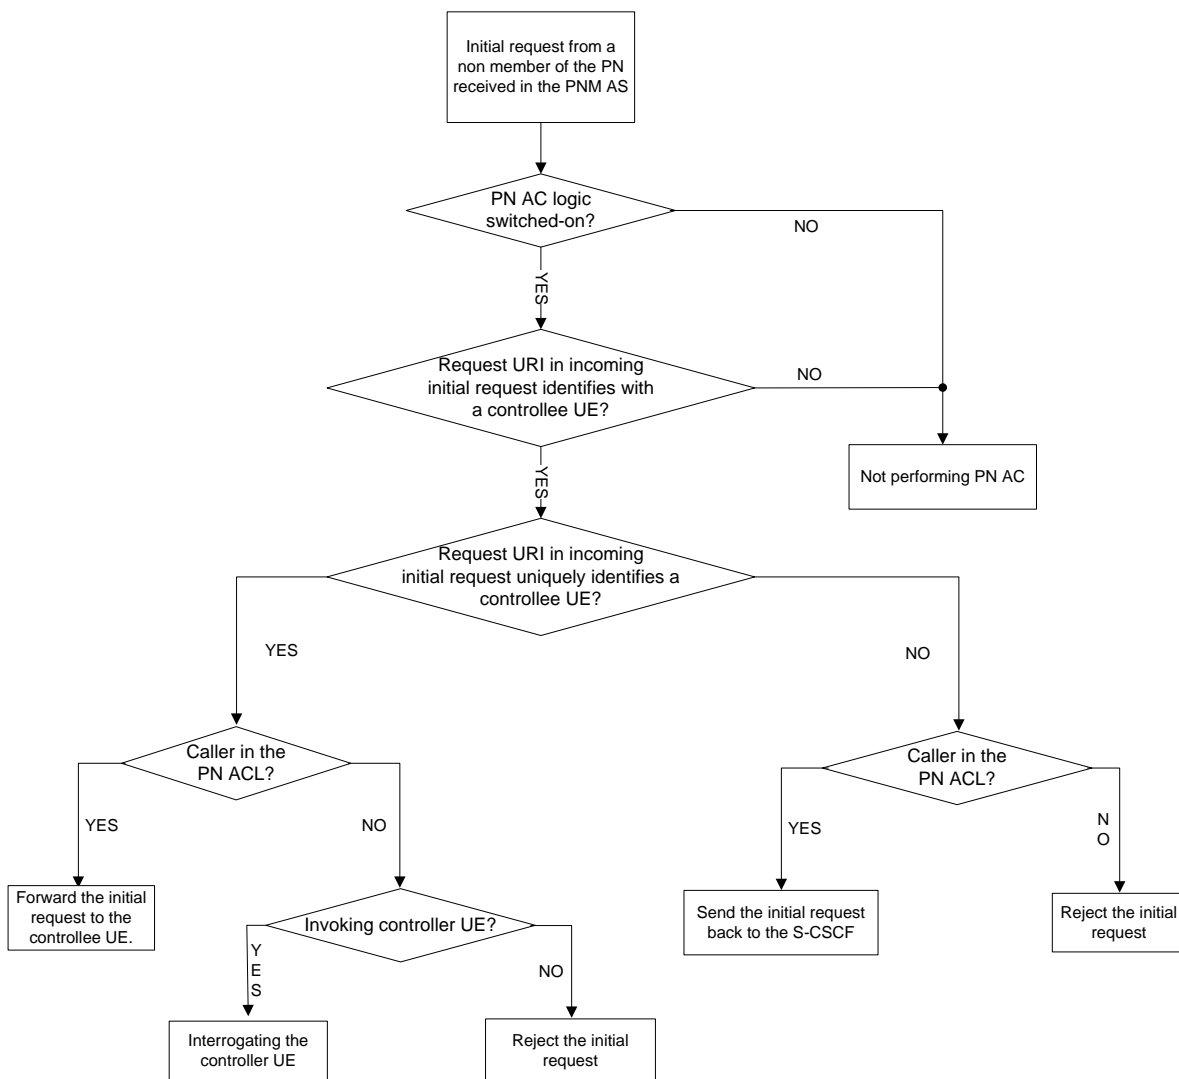 Initial request from a
non member of the PN
received in the PNM AS
PN AC logic
switched-on?
NO
YES
Request URI in incoming
initial request identifies with
a controllee UE?
NO
Not performing PN AC
YES
Request URI in incoming
initial request uniquely identifies a
controllee UE?
YES
NO
Caller in the
PN ACL?
Caller in the
PN ACL?
YES
NO
YES
NO
Forward the initial
request to the
controllee UE.
Invoking controller UE?
Send the initial request
back to the S-CSCF
Reject the initial
request
YES
NO
Interrogating the
controller UE
Reject the initial
request